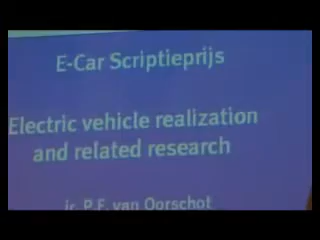 E-Car Scriptieprijs
Electric vehicle realization
and related research
ir. P.F. van Oorschot